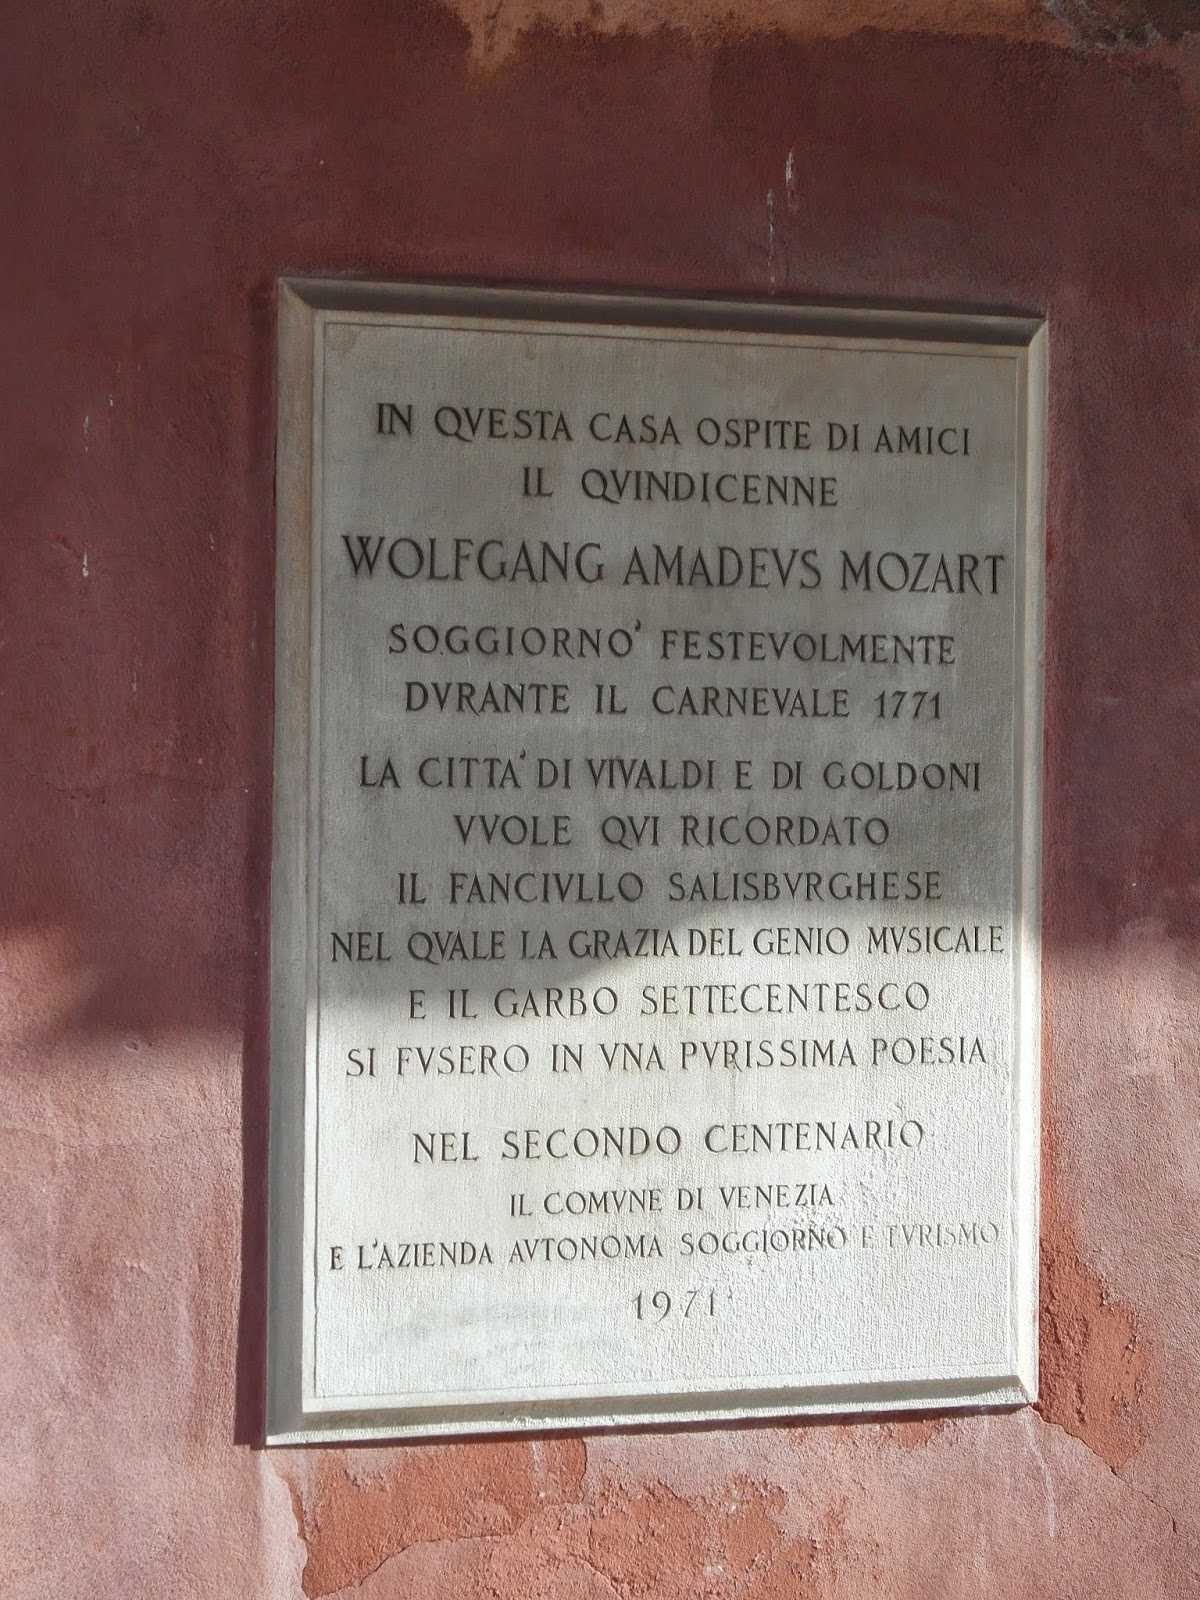 IN QVESTA CASA OSPITE DI AMICI
IL QVINDICENNE
WOLFGANG AMADEVS MOZART
SOGGIORNO' FESTEVOLMENTE
DVRANTE IL CARNEVALE 1771
LA CITTA' DI VIVALDI E DI GOLDONI
VVOLE QVI RICORDATO
IL FANCIVLLO SALISBVRGHESE
NEL QVALE LA GRAZIA DEL GENIO MVSICALE
E IL GARBO SETTECENTESCO
SI FVSERO IN VNA PVRISSIMA POESIA
NEL SECONDO CENTENARIO
IL COMVNE DI VENEZIA
E L'AZIENDA AVTONOMA SOGGIORNO E TVRISMO
1971